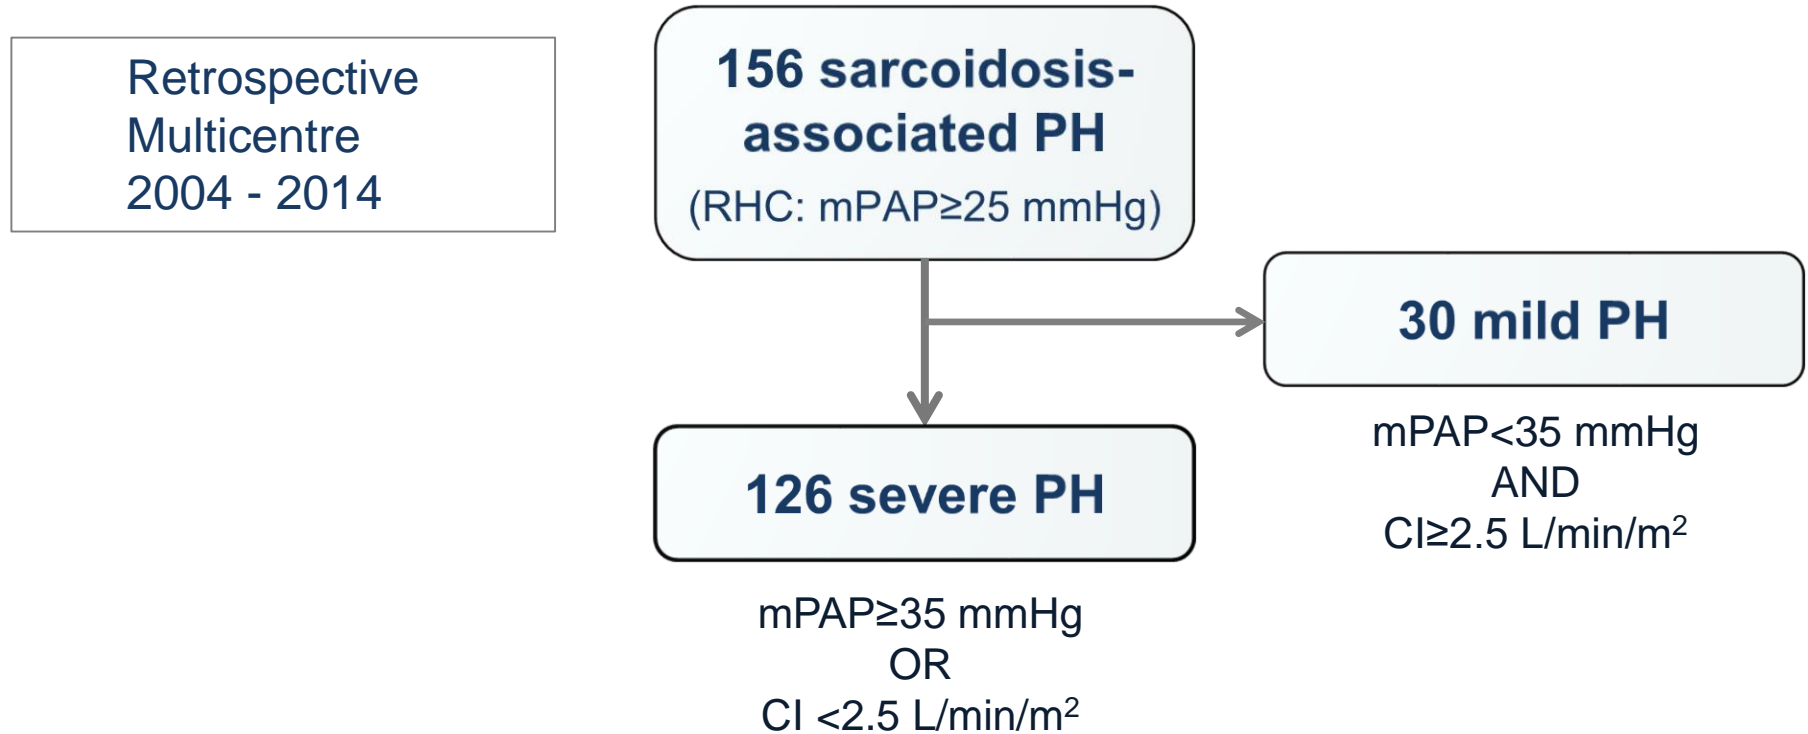 Retrospective
Multicentre
2004 - 2014
156 sarcoidosis-
associated PH
(RHC: mPAP≥25 mmHg)
30 mild PH
mPAP<35 mmHg
AND
CI≥2.5 L/min/m²
126 severe PH
mPAP≥35 mmHg
OR
CI <2.5 L/min/m²